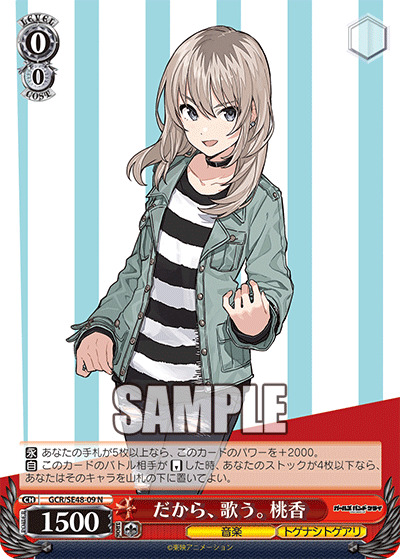 LEVEL
0
0
COST
SAMPLE
永 あなたの手札が5枚以上なら、このカードのパワーを+2000。
自 このカードのバトル相手が した時、あなたのストックが4枚以下なら、
あなたはそのキャラを山札の下に置いてよい。
CH GCR/SE48-09 N
POWER 1500 だから、歌う。桃香 ガールズバンドクライ
音楽 トゲナシトゲアリ
©東映アニメーション